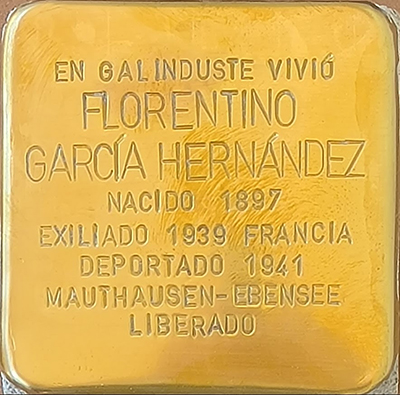 EN GALINDUSTE VIVIÓ
FLORENTINO
GARCÍA HERNÁNDEZ
NACIDO 1897
EXILIADO 1939 FRANCIA
DEPORTADO 1941
MAUTHAUSEN-EBENSEE
LIBERADO